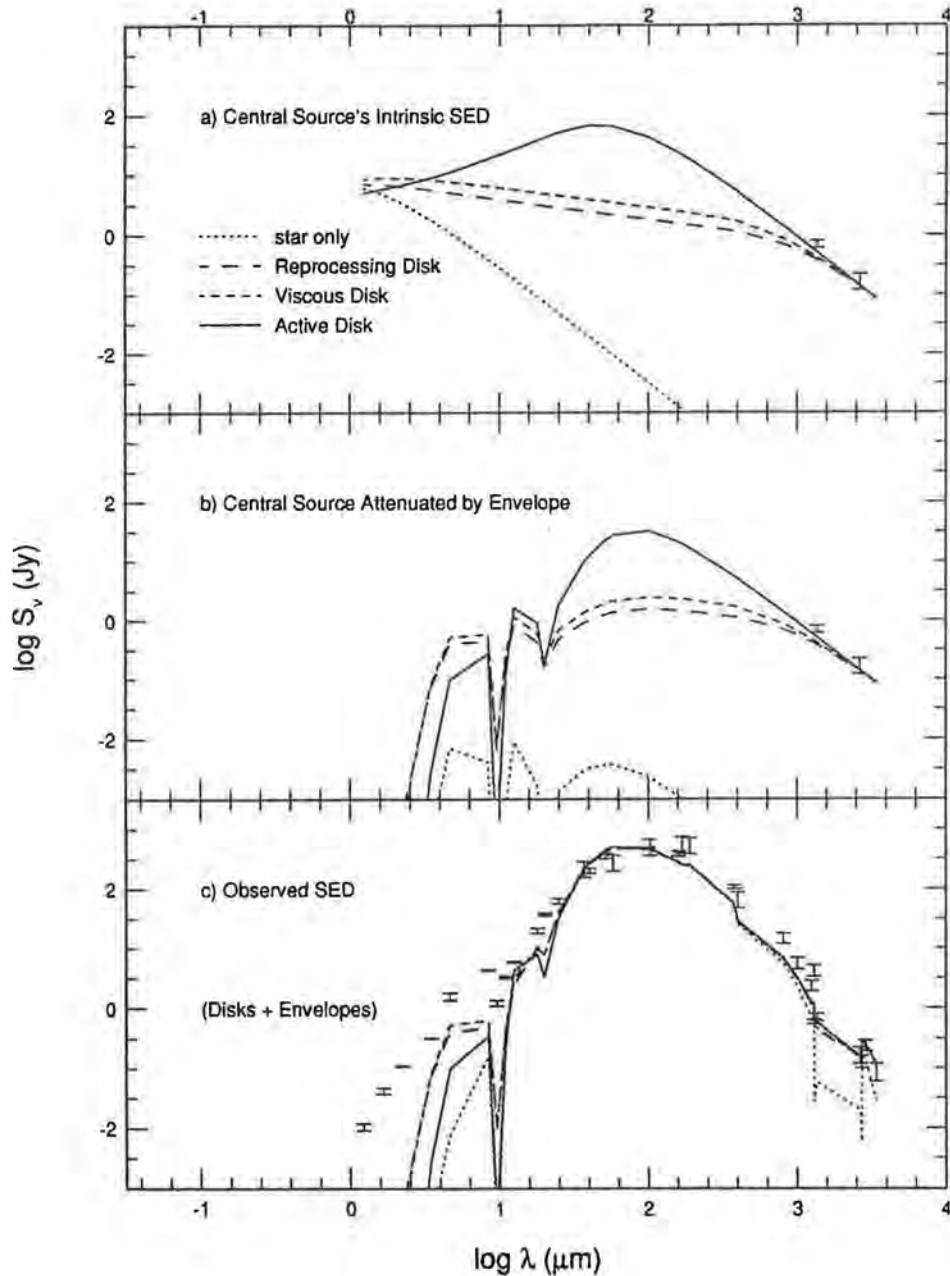 -1 0 1 2 3 4
a) Central Source's Intrinsic SED
2
0
-2
star only
Reprocessing Disk
Viscous Disk
Active Disk
b) Central Source Attenuated by Envelope
2
0
-2
log Sν (Jy)
c) Observed SED
2
0
-2
(Disks + Envelopes)
-1 0 1 2 3 4
log λ (μm)